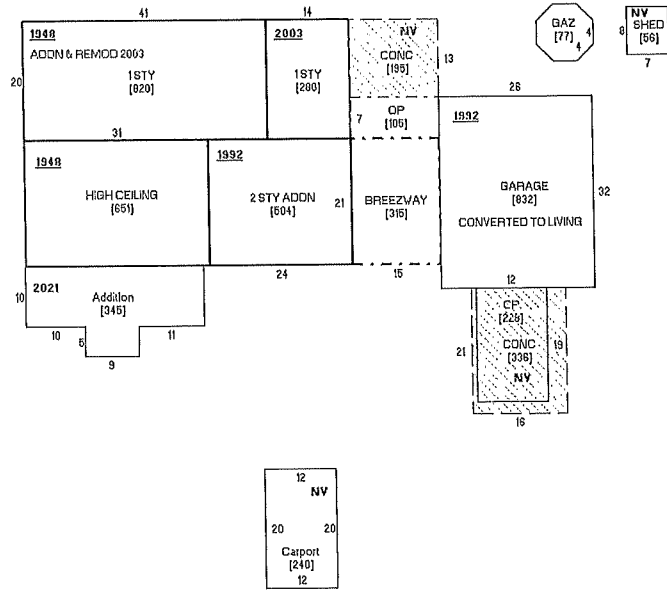 41
14
1948
ADDN & REMOD 2003
1STY
[820]
20
2003
1STY
[280]
NV
CONC
[195]
13
GAZ
[77]
4
4
NV
SHED
[56]
8
7
26
7
OP
[105]
31
1948
HIGH CEILING
[651]
1992
2 STY ADDN
[504]
21
BREEZWAY
[315]
1992
GARAGE
[832]
CONVERTED TO LIVING
32
24
15
12
10
2021
Addition
[345]
10
5
9
11
CP
[228]
CONC
[336]
NV
21
19
16
12
NV
20
20
Carport
[240]
12